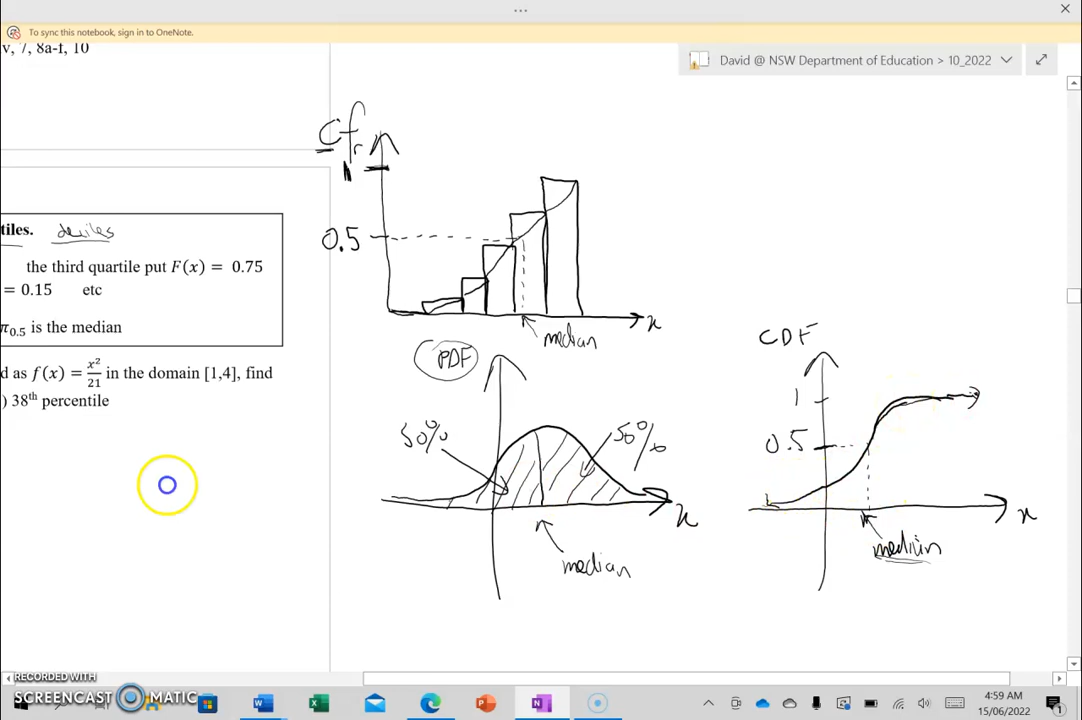 To sync this notebook, sign in to OneNote.
v, 7, 8a-f, 10
David @ NSW Department of Education > 10_2022
cf
1
0.5
x
median
tiles. deciles
the third quartile put F(x) = 0.75
= 0.15 etc
π0.5 is the median
d as f(x) = x²/21 in the domain [1,4], find
) 38th percentile
PDF
50%
50%
x
median
CDF
1
0.5
x
median
RECORDED WITH
SCREENCAST MATIC
4:59 AM
15/06/2022